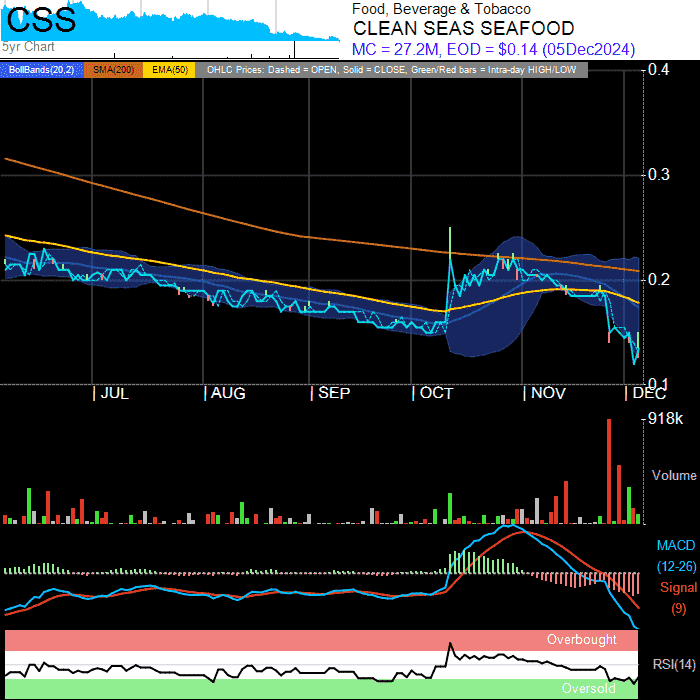 CSS
5yr Chart
Food, Beverage & Tobacco
CLEAN SEAS SEAFOOD
MC = 27.2M, EOD = $0.14 (05Dec2024)
BollBands(20,2) SMA(200) EMA(50) OHLC Prices: Dashed = OPEN, Solid = CLOSE, Green/Red bars = Intra-day HIGH/LOW
0.4
0.3
0.2
0.1
JUL AUG SEP OCT NOV DEC
918k
Volume
MACD
(12-26)
Signal
(9)
Overbought
RSI(14)
Oversold